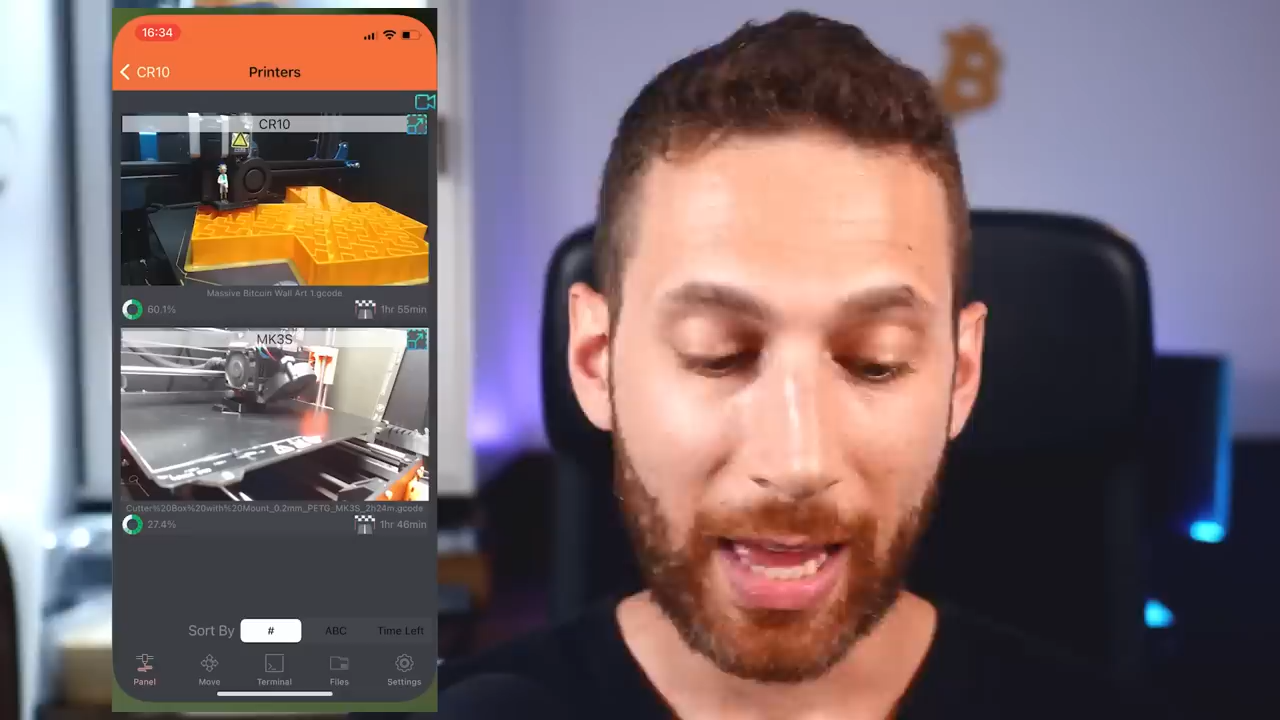 16:34
CR10
Printers
CR10
Massive Bitcoin Wall Art 1.gcode
60.1%
1hr 55min
MK3S
Cutter%20Box%20with%20Mount_0.2mm_PETG_MK3S_2h24m.gcode
27.4%
1hr 46min
Sort By
#
ABC
Time Left
Panel
Move
Terminal
Files
Settings